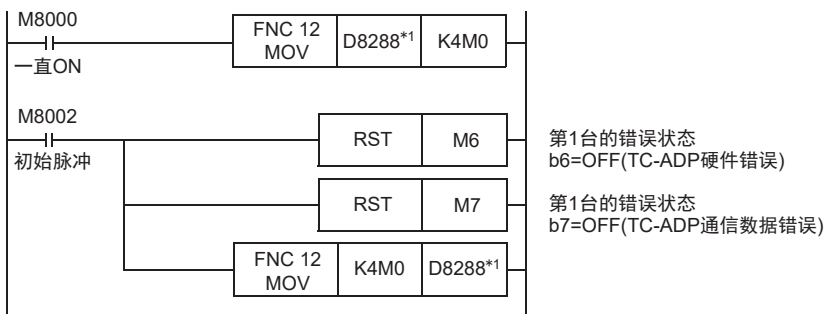 M8000
一直ON
FNC 12
MOV
D8288*1
K4M0
M8002
初始脉冲
RST
M6
第1台的错误状态
b6=OFF(TC-ADP硬件错误)
RST
M7
第1台的错误状态
b7=OFF(TC-ADP通信数据错误)
FNC 12
MOV
K4M0
D8288*1